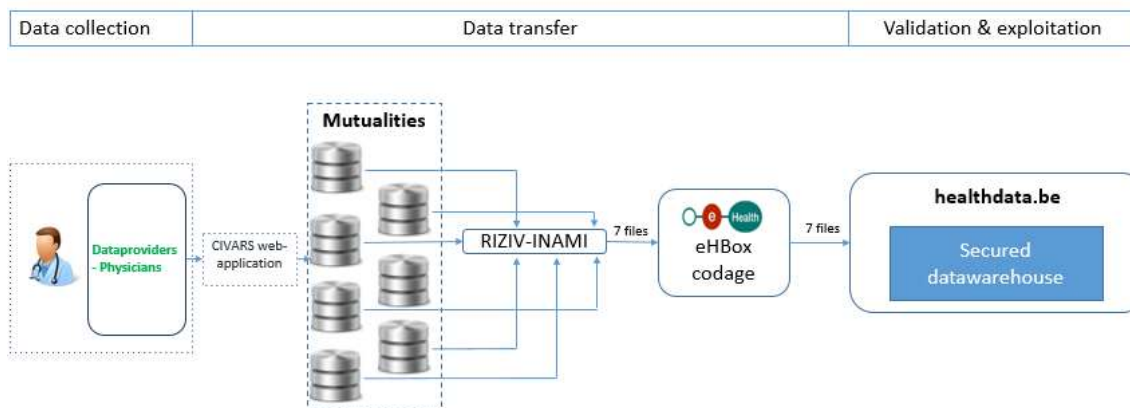 Data collection
Data transfer
Validation & exploitation
Mutualities
Dataproviders
- Physicians
CIVARS web-
application
RIZIV-INAMI
7 files
e Health
eHBox
codage
7 files
healthdata.be
Secured
datawarehouse